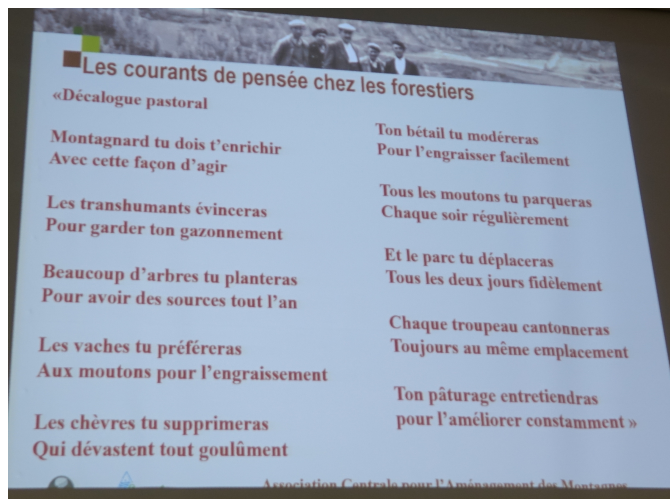 Les courants de pensée chez les forestiers
«Décalogue pastoral
Montagnard tu dois t'enrichir
Avec cette façon d'agir
Les transhumants évinceras
Pour garder ton gazonnement
Beaucoup d'arbres tu planteras
Pour avoir des sources tout l'an
Les vaches tu préféreras
Aux moutons pour l'engraissement
Les chèvres tu supprimeras
Qui dévastent tout goulûment
Ton bétail tu modéreras
Pour l'engraisser facilement
Tous les moutons tu parqueras
Chaque soir régulièrement
Et le parc tu déplaceras
Tous les deux jours fidèlement
Chaque troupeau cantonneras
Toujours au même emplacement
Ton pâturage entretiendras
pour l'améliorer constamment »
Association Centrale pour l'Aménagement des Montagnes